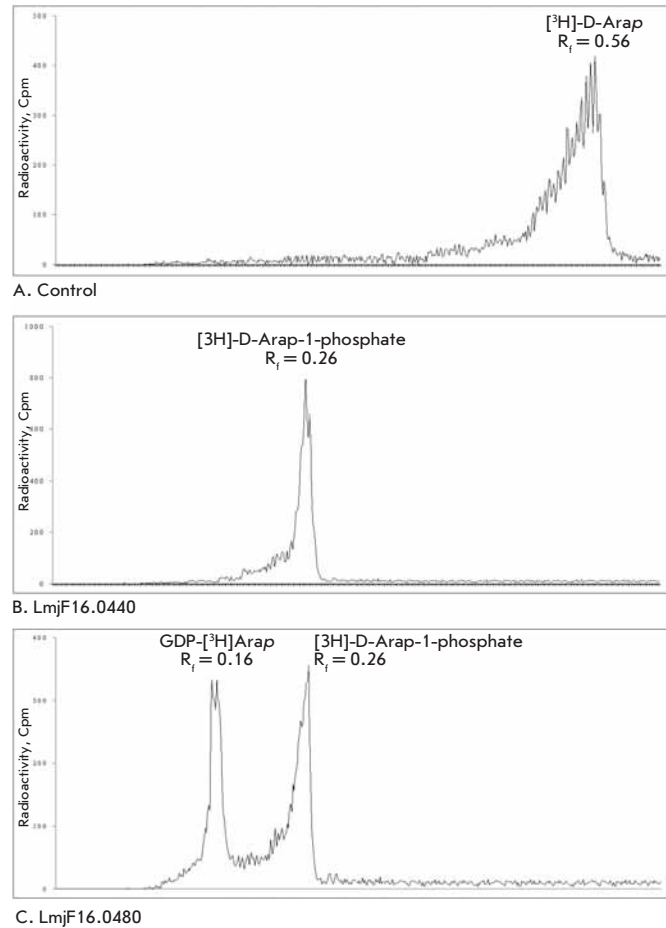 [³H]-D-Arap
Rf = 0.56
Radioactivity, Cpm
500
400
300
200
100
0
A. Control
[3H]-D-Arap-1-phosphate
Rf = 0.26
Radioactivity, Cpm
1000
800
600
400
200
0
B. LmjF16.0440
GDP-[³H]Arap [3H]-D-Arap-1-phosphate
Rf = 0.16 Rf = 0.26
Radioactivity, Cpm
400
200
0
C. LmjF16.0480